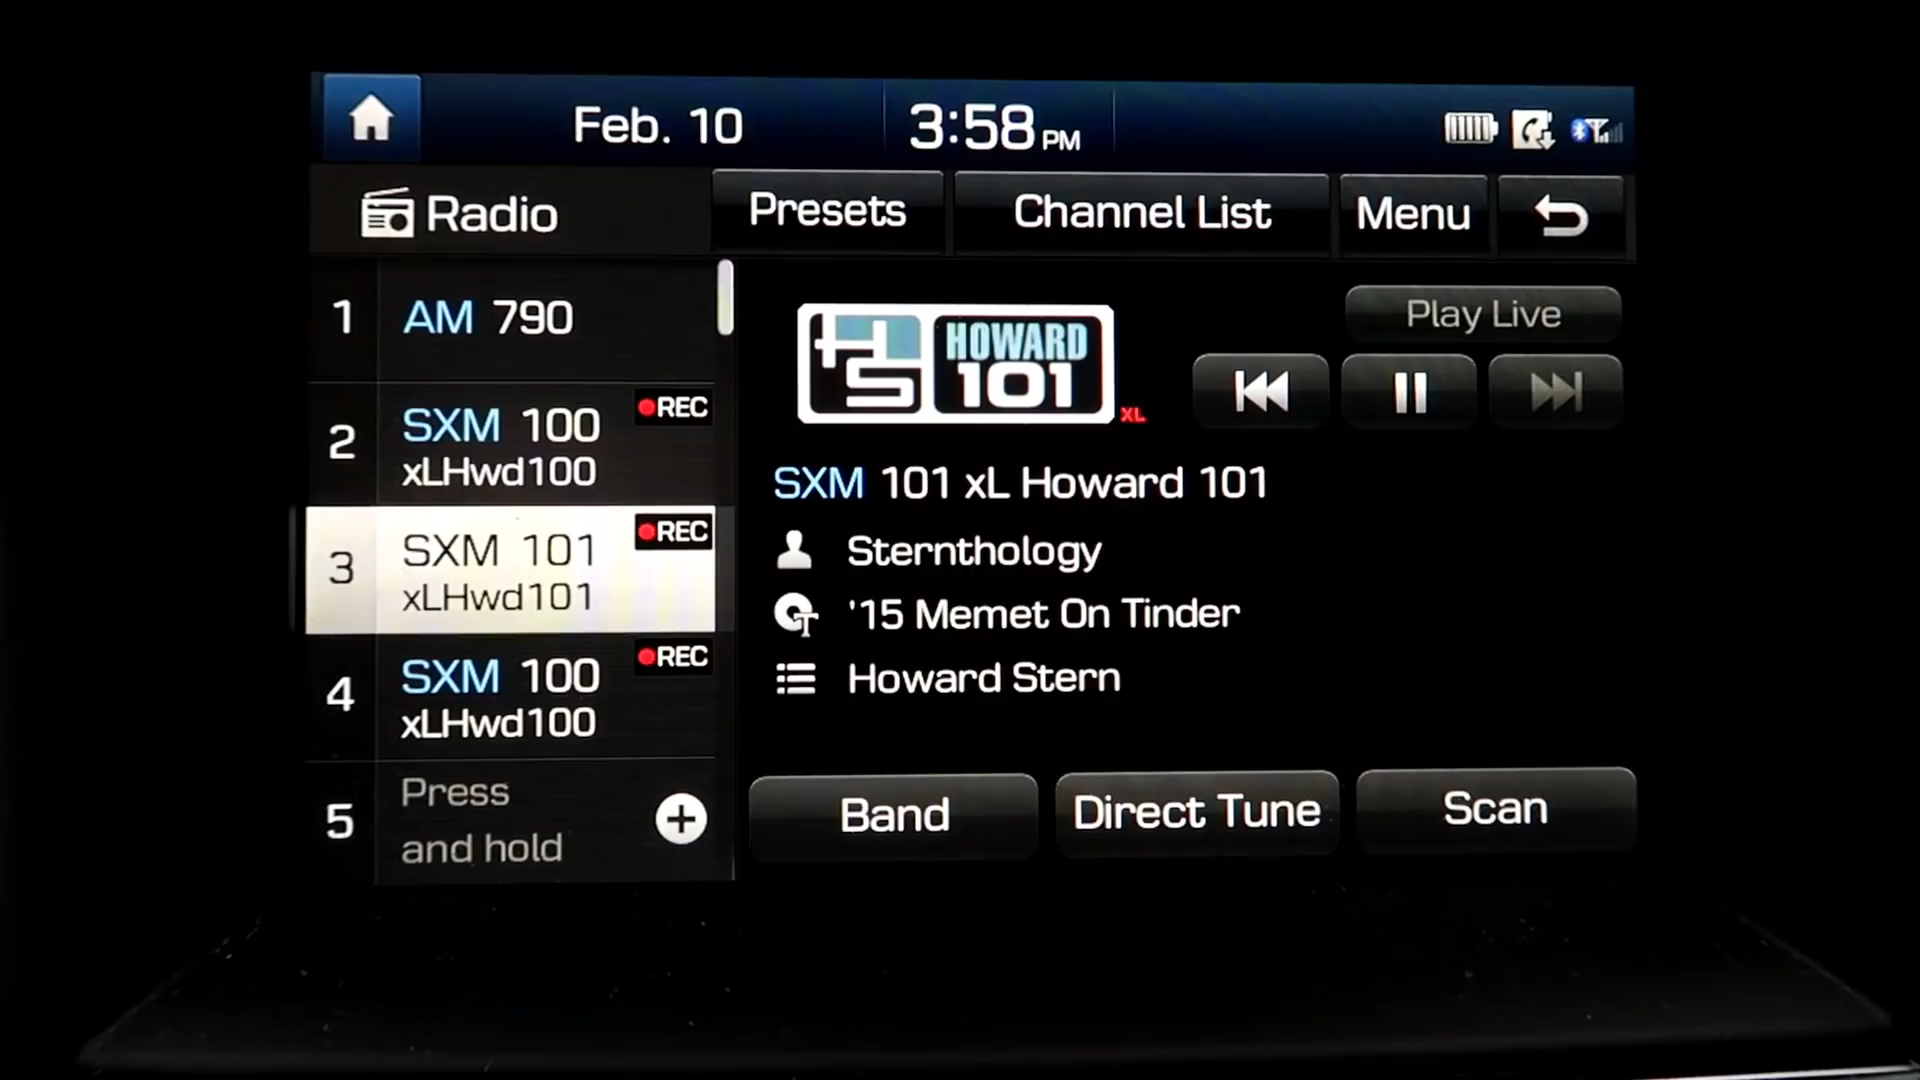 Feb. 10
3:58 PM
Radio
Presets
Channel List
Menu
1 AM 790
2 SXM 100 REC
xLHwd100
3 SXM 101 REC
xLHwd101
4 SXM 100 REC
xLHwd100
5 Press
and hold
HS HOWARD
101
XL
Play Live
SXM 101 xL Howard 101
Sternthology
'15 Memet On Tinder
Howard Stern
Band
Direct Tune
Scan